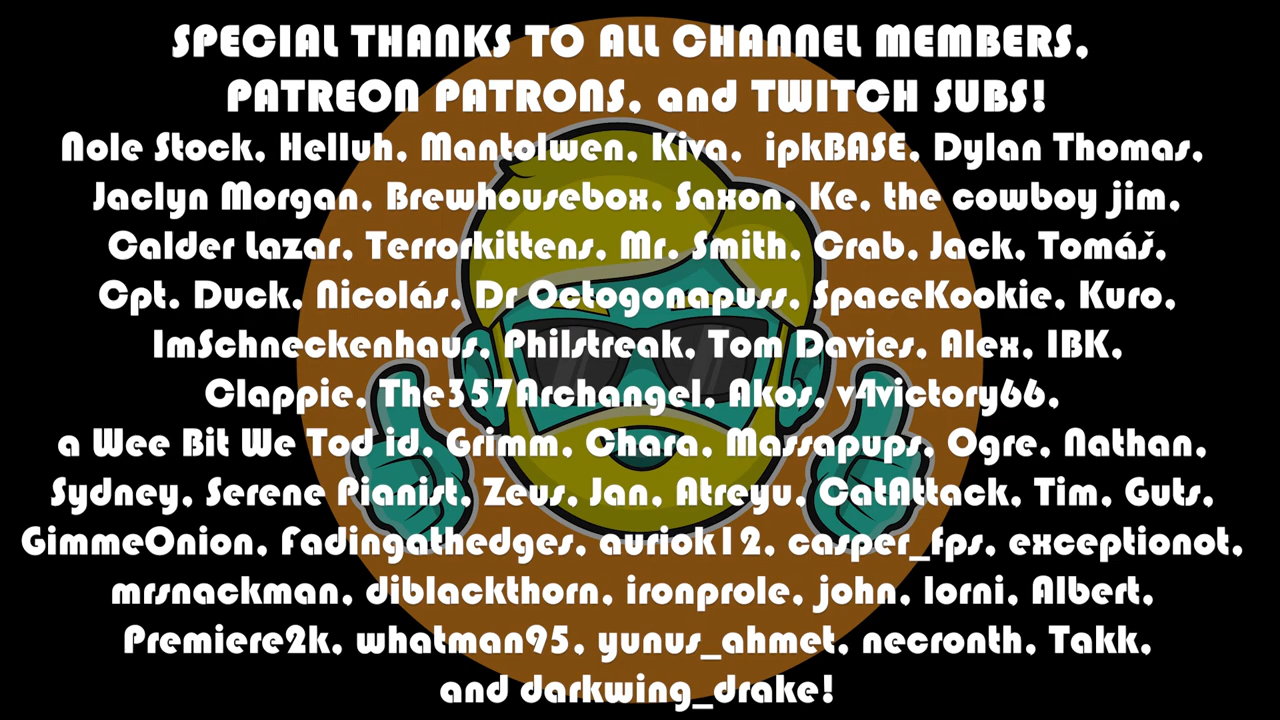 SPECIAL THANKS TO ALL CHANNEL MEMBERS,
PATREON PATRONS, and TWITCH SUBS!
Nole Stock, Helluh, Mantolwen, Kiva, ipkBASE, Dylan Thomas,
Jaclyn Morgan, Brewhousebox, Saxon, Ke, the cowboy jim,
Calder Lazar, Terrorkittens, Mr. Smith, Crab, Jack, Tomáš,
Cpt. Duck, Nicolás, Dr Octogonapuss, SpaceKookie, Kuro,
ImSchneckenhaus, Philstreak, Tom Davies, Alex, IBK,
Clappie, The357Archangel, Akos, v4victory66,
a Wee Bit We Tod id, Grimm, Chara, Massapups, Ogre, Nathan,
Sydney, Serene Pianist, Zeus, Jan, Atreyu, CatAttack, Tim, Guts,
GimmeOnion, Fadingathedges, auriok12, casper_fps, exceptionot,
mrsnackman, diblackthorn, ironprole, john, lorni, Albert,
Premiere2k, whatman95, yunus_ahmet, necronth, Takk,
and darkwing_drake!